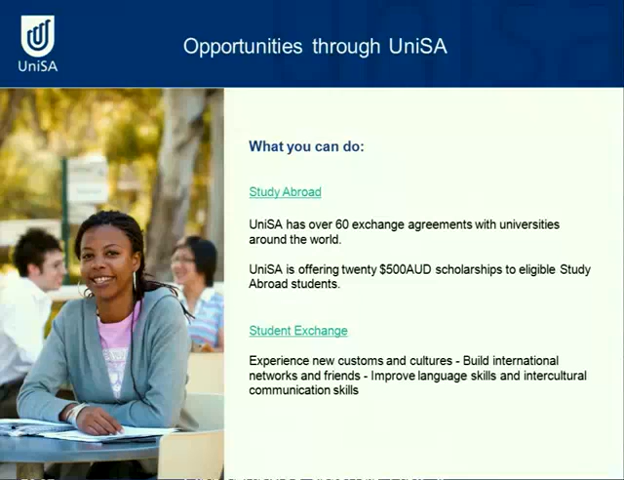 UniSA
Opportunities through UniSA
What you can do:
Study Abroad
UniSA has over 60 exchange agreements with universities
around the world.
UniSA is offering twenty $500AUD scholarships to eligible Study
Abroad students.
Student Exchange
Experience new customs and cultures - Build international
networks and friends - Improve language skills and intercultural
communication skills